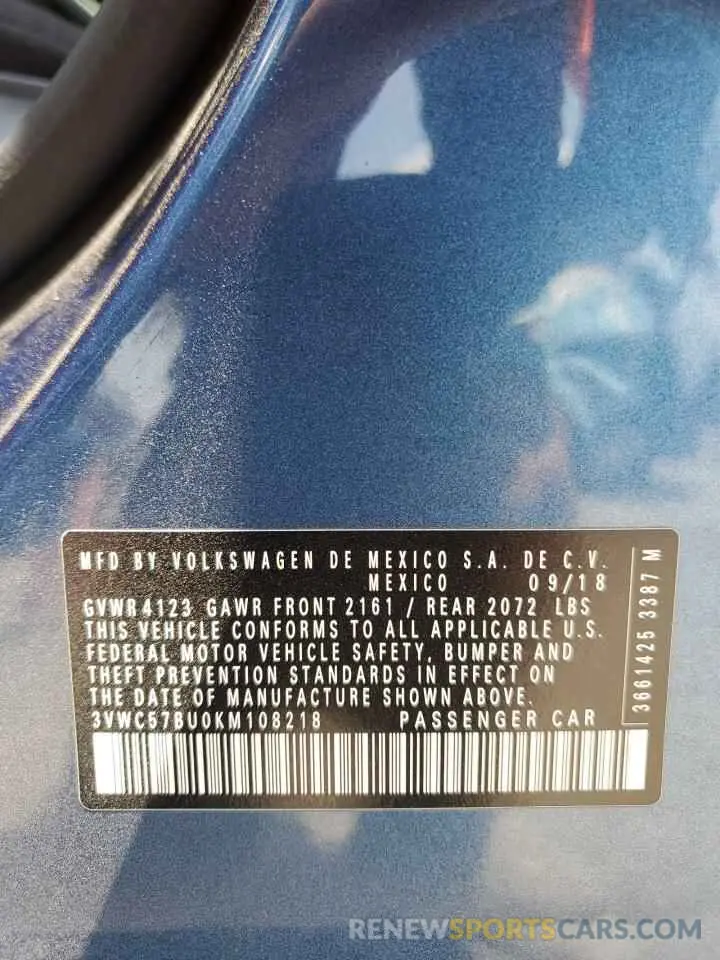 MFD BY VOLKSWAGEN DE MEXICO S.A. DE C.V.
MEXICO 09/18
GVWR 4123 GAWR FRONT 2161 / REAR 2072 LBS
THIS VEHICLE CONFORMS TO ALL APPLICABLE U.S.
FEDERAL MOTOR VEHICLE SAFETY, BUMPER AND
THEFT PREVENTION STANDARDS IN EFFECT ON
THE DATE OF MANUFACTURE SHOWN ABOVE.
3VWC57BU0KM108218 PASSENGER CAR
3661425 3387 M
RENEWSPORTSCARS.COM